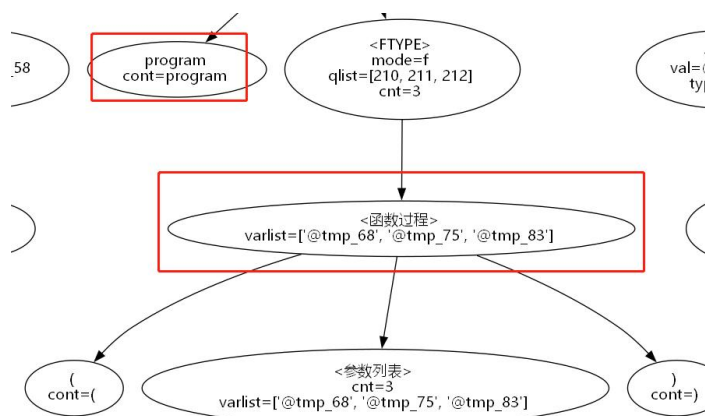 _58
program
cont=program
<FTYPE>
mode=f
qlist=[210, 211, 212]
cnt=3
val=@
typ
<函数过程>
varlist=['@tmp_68', '@tmp_75', '@tmp_83']
(
cont=(
<参数列表>
cnt=3
varlist=['@tmp_68', '@tmp_75', '@tmp_83']
)
cont=)